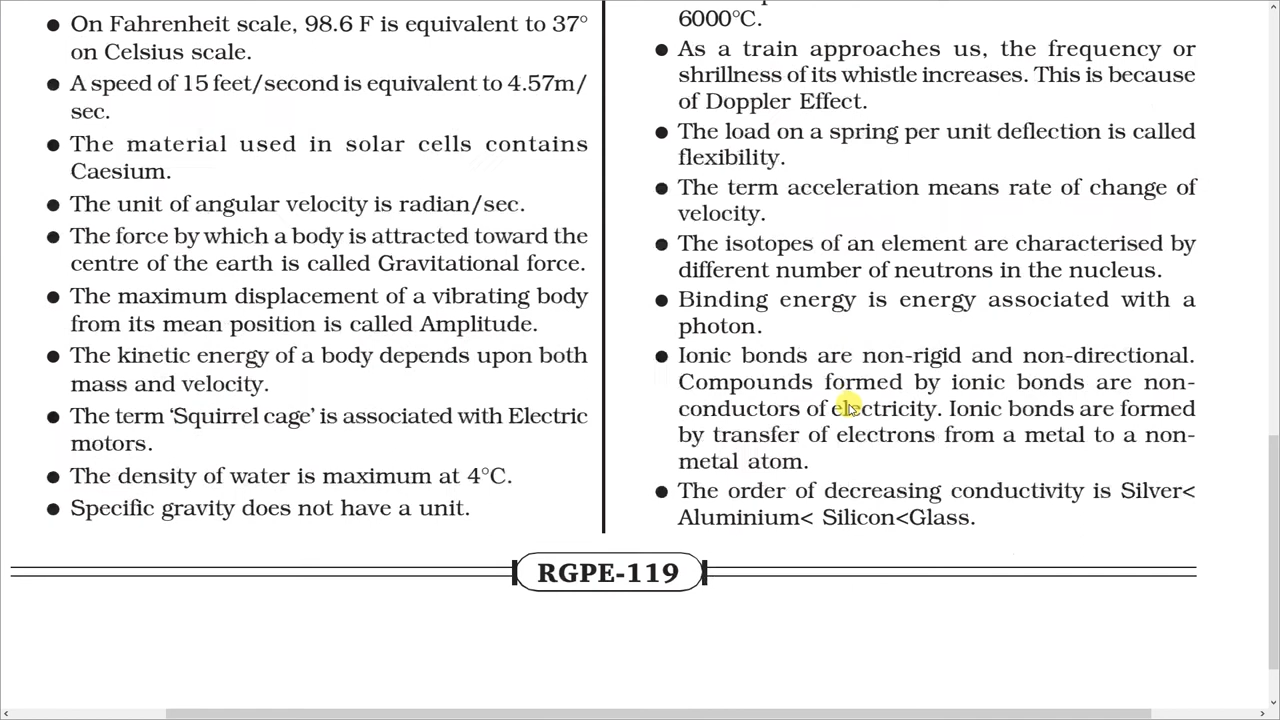 ● On Fahrenheit scale, 98.6 F is equivalent to 37°
on Celsius scale.
● A speed of 15 feet/second is equivalent to 4.57m/
sec.
● The material used in solar cells contains
Caesium.
● The unit of angular velocity is radian/sec.
● The force by which a body is attracted toward the
centre of the earth is called Gravitational force.
● The maximum displacement of a vibrating body
from its mean position is called Amplitude.
● The kinetic energy of a body depends upon both
mass and velocity.
● The term ‘Squirrel cage’ is associated with Electric
motors.
● The density of water is maximum at 4°C.
● Specific gravity does not have a unit.
6000°C.
● As a train approaches us, the frequency or
shrillness of its whistle increases. This is because
of Doppler Effect.
● The load on a spring per unit deflection is called
flexibility.
● The term acceleration means rate of change of
velocity.
● The isotopes of an element are characterised by
different number of neutrons in the nucleus.
● Binding energy is energy associated with a
photon.
● Ionic bonds are non-rigid and non-directional.
Compounds formed by ionic bonds are non-
conductors of electricity. Ionic bonds are formed
by transfer of electrons from a metal to a non-
metal atom.
● The order of decreasing conductivity is Silver<
Aluminium< Silicon<Glass.
RGPE-119